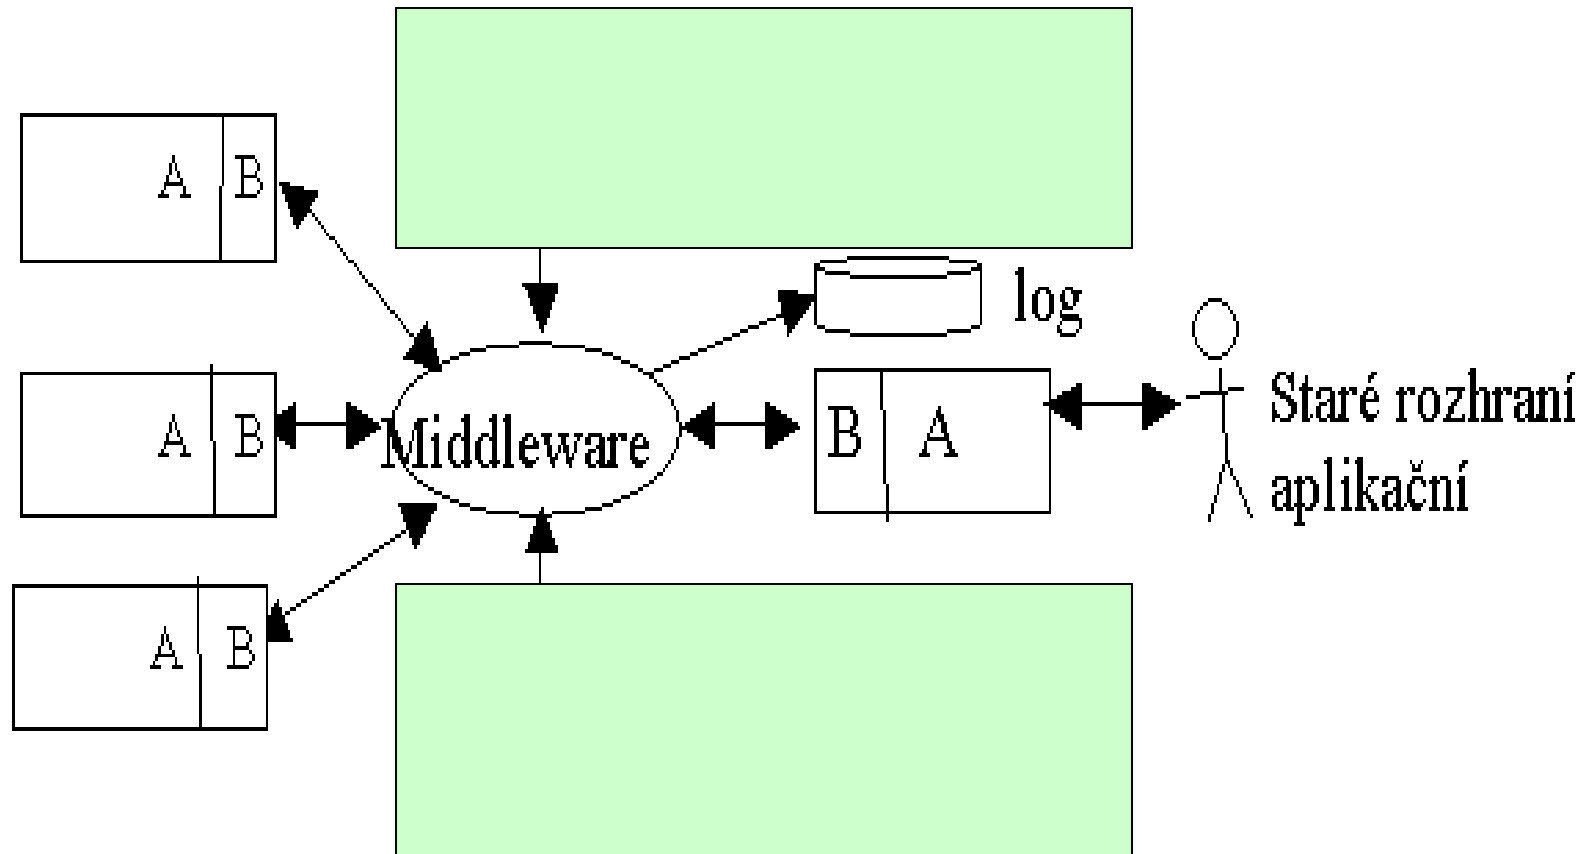 A B
log
A B
Middleware
B A
Staré rozhraní
aplikační
A B